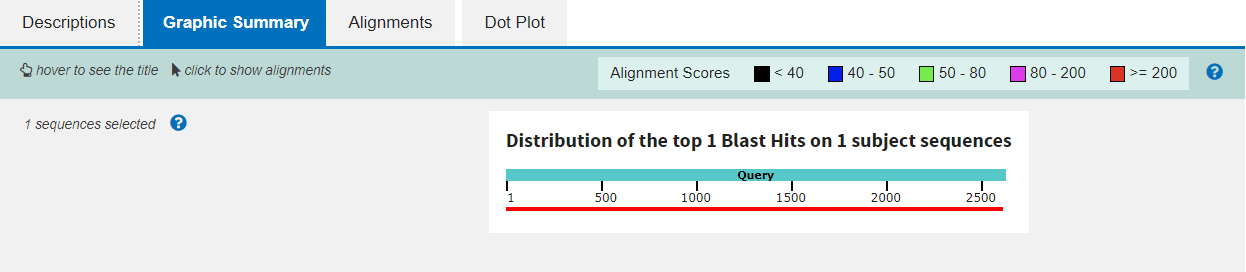 Descriptions Graphic Summary Alignments Dot Plot
hover to see the title click to show alignments Alignment Scores < 40 40 - 50 50 - 80 80 - 200 >= 200 ?
1 sequences selected ?
Distribution of the top 1 Blast Hits on 1 subject sequences
Query
1 500 1000 1500 2000 2500